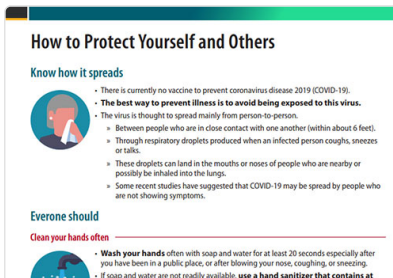 How to Protect Yourself and Others
Know how it spreads
• There is currently no vaccine to prevent coronavirus disease 2019 (COVID-19).
• The best way to prevent illness is to avoid being exposed to this virus.
• The virus is thought to spread mainly from person-to-person.
» Between people who are in close contact with one another (within about 6 feet).
» Through respiratory droplets produced when an infected person coughs, sneezes
or talks.
» These droplets can land in the mouths or noses of people who are nearby or
possibly be inhaled into the lungs.
» Some recent studies have suggested that COVID-19 may be spread by people who
are not showing symptoms.
Everone should
Clean your hands often
• Wash your hands often with soap and water for at least 20 seconds especially after
you have been in a public place, or after blowing your nose, coughing, or sneezing.
• If soap and water are not readily available, use a hand sanitizer that contains at